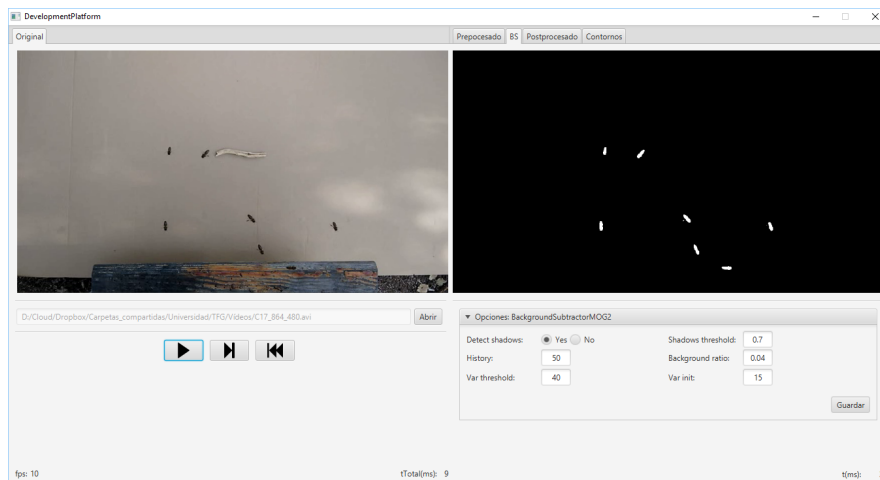 DevelopmentPlatform
Original
Prepocesado BS Postprocesado Contornos
D:/Cloud/Dropbox/Carpetas_compartidas/Universidad/TFG/Vídeos/C17_864_480.avi Abrir
Opciones: BackgroundSubtractorMOG2
Detect shadows: Yes No Shadows threshold: 0.7
History: 50 Background ratio: 0.04
Var threshold: 40 Var init: 15
Guardar
fps: 10 tTotal(ms): 9 t(ms):